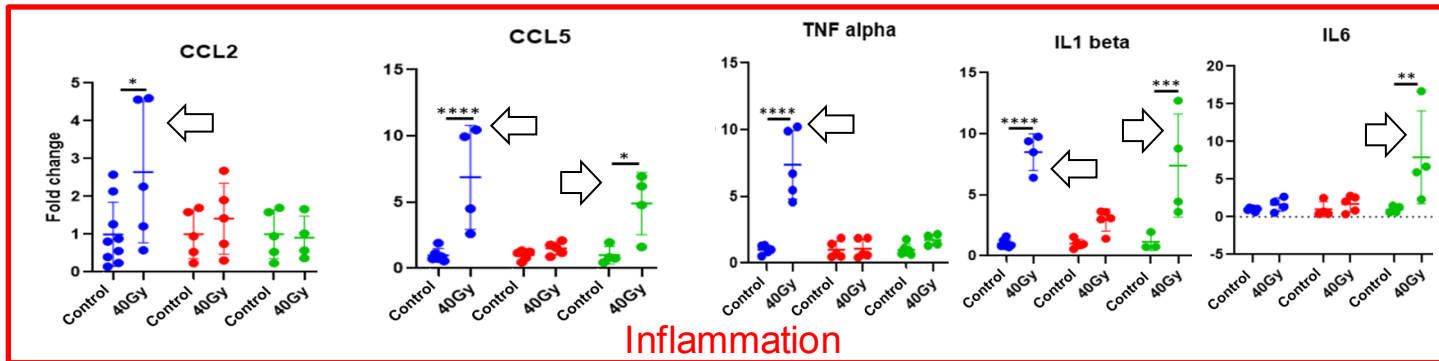 CCL2
Fold change
5
4
3
2
1
0
*
Control
40Gy
Control
40Gy
Control
40Gy
CCL5
15
10
5
0
****
*
Control
40Gy
Control
40Gy
Control
40Gy
TNF alpha
15
10
5
0
****
Control
40Gy
Control
40Gy
Control
40Gy
IL1 beta
15
10
5
0
****
***
Control
40Gy
Control
40Gy
Control
40Gy
IL6
20
15
10
5
0
-5
**
Control
40Gy
Control
40Gy
Control
40Gy
Inflammation